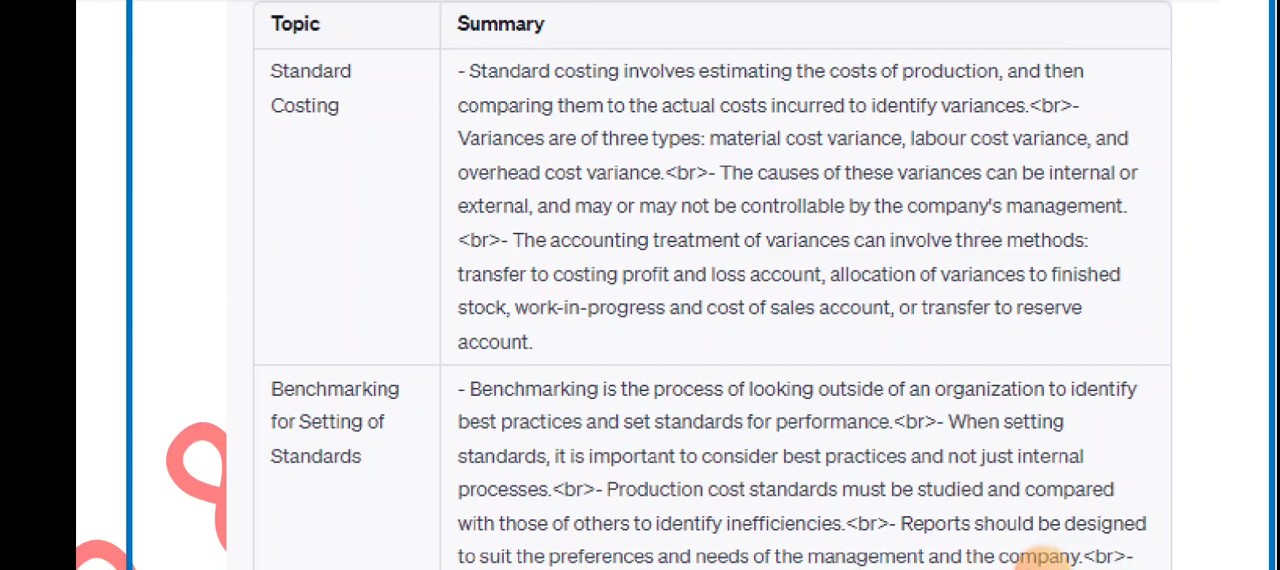 Topic Summary
Standard - Standard costing involves estimating the costs of production, and then
Costing comparing them to the actual costs incurred to identify variances.<br>-
Variances are of three types: material cost variance, labour cost variance, and
overhead cost variance.<br>- The causes of these variances can be internal or
external, and may or may not be controllable by the company's management.
<br>- The accounting treatment of variances can involve three methods:
transfer to costing profit and loss account, allocation of variances to finished
stock, work-in-progress and cost of sales account, or transfer to reserve
account.
Benchmarking - Benchmarking is the process of looking outside of an organization to identify
for Setting of best practices and set standards for performance.<br>- When setting
Standards standards, it is important to consider best practices and not just internal
processes.<br>- Production cost standards must be studied and compared
with those of others to identify inefficiencies.<br>- Reports should be designed
to suit the preferences and needs of the management and the company.<br>-